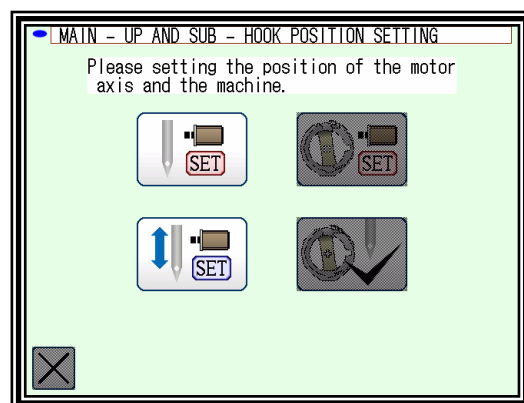 MAIN - UP AND SUB - HOOK POSITION SETTING
Please setting the position of the motor
axis and the machine.
SET
SET
SET